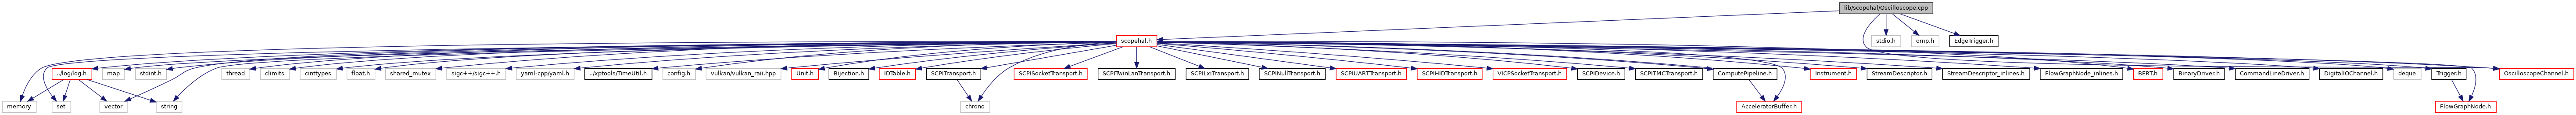 lib/scopehal/Oscilloscope.cpp
scopehal.h
stdio.h
omp.h
EdgeTrigger.h
../log/log.h
map
stdint.h
thread
climits
cinttypes
float.h
shared_mutex
sigc++/sigc++.h
yaml-cpp/yaml.h
../xptools/TimeUtil.h
config.h
vulkan/vulkan_raii.hpp
Unit.h
Bijection.h
IDTable.h
SCPITransport.h
SCPISocketTransport.h
SCPITwinLanTransport.h
SCPILxiTransport.h
SCPINullTransport.h
SCPIUARTTransport.h
SCPIHIDTransport.h
VICPSocketTransport.h
SCPIDevice.h
SCPITMCTransport.h
ComputePipeline.h
Instrument.h
StreamDescriptor.h
StreamDescriptor_inlines.h
FlowGraphNode_inlines.h
BERT.h
BinaryDriver.h
CommandLineDriver.h
DigitalIOChannel.h
deque
Trigger.h
OscilloscopeChannel.h
memory
set
vector
string
chrono
AcceleratorBuffer.h
FlowGraphNode.h